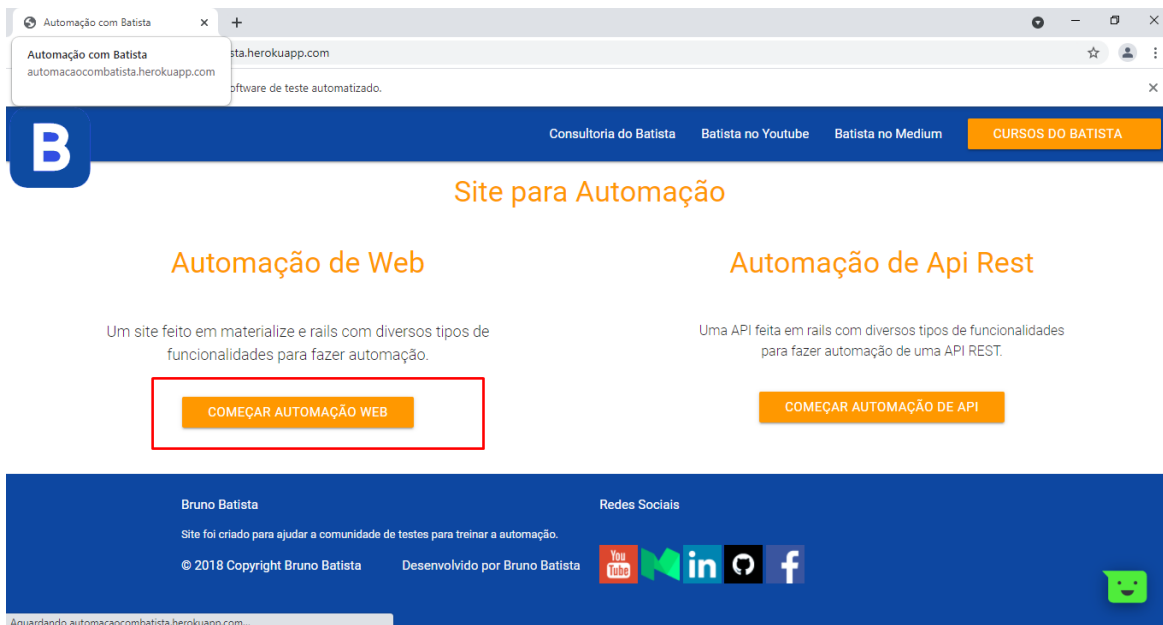 Automação com Batista
Automação com Batista
sta.herokuapp.com
automacaocombatista.herokuapp.com
oftware de teste automatizado.
B
Consultoria do Batista Batista no Youtube Batista no Medium CURSOS DO BATISTA
Site para Automação
Automação de Web
Um site feito em materialize e rails com diversos tipos de
funcionalidades para fazer automação.
COMEÇAR AUTOMAÇÃO WEB
Automação de Api Rest
Uma API feita em rails com diversos tipos de funcionalidades
para fazer automação de uma API REST.
COMEÇAR AUTOMAÇÃO DE API
Bruno Batista
Site foi criado para ajudar a comunidade de testes para treinar a automação.
© 2018 Copyright Bruno Batista Desenvolvido por Bruno Batista
Redes Sociais
You
Tube
in
f
Aguardando automacaocombatista.herokuapp.com...